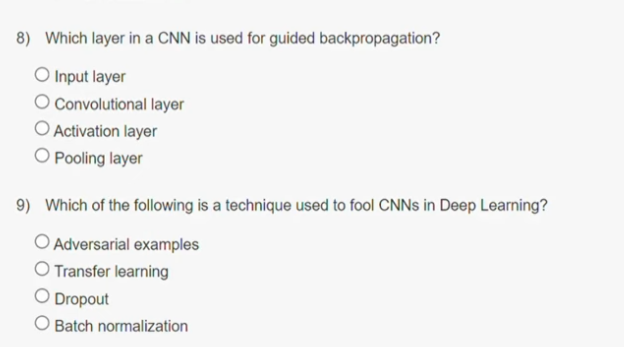 8) Which layer in a CNN is used for guided backpropagation?
Input layer
Convolutional layer
Activation layer
Pooling layer
9) Which of the following is a technique used to fool CNNs in Deep Learning?
Adversarial examples
Transfer learning
Dropout
Batch normalization